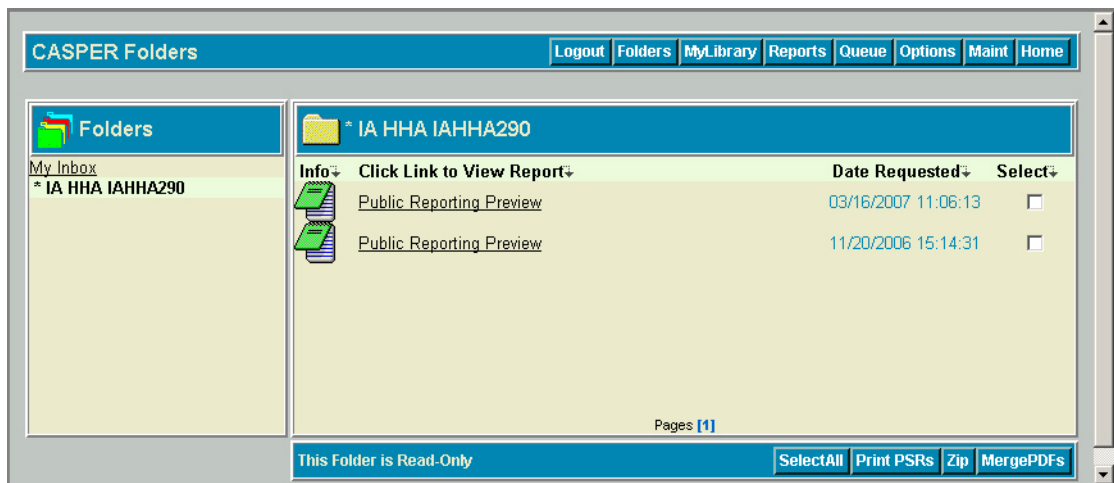 CASPER Folders
Logout Folders MyLibrary Reports Queue Options Maint Home
Folders
My Inbox
* IA HHA IAHHA290
* IA HHA IAHHA290
Info Click Link to View Report Date Requested Select
Public Reporting Preview 03/16/2007 11:06:13
Public Reporting Preview 11/20/2006 15:14:31
Pages [1]
This Folder is Read-Only
SelectAll Print PSRs Zip MergePDFs